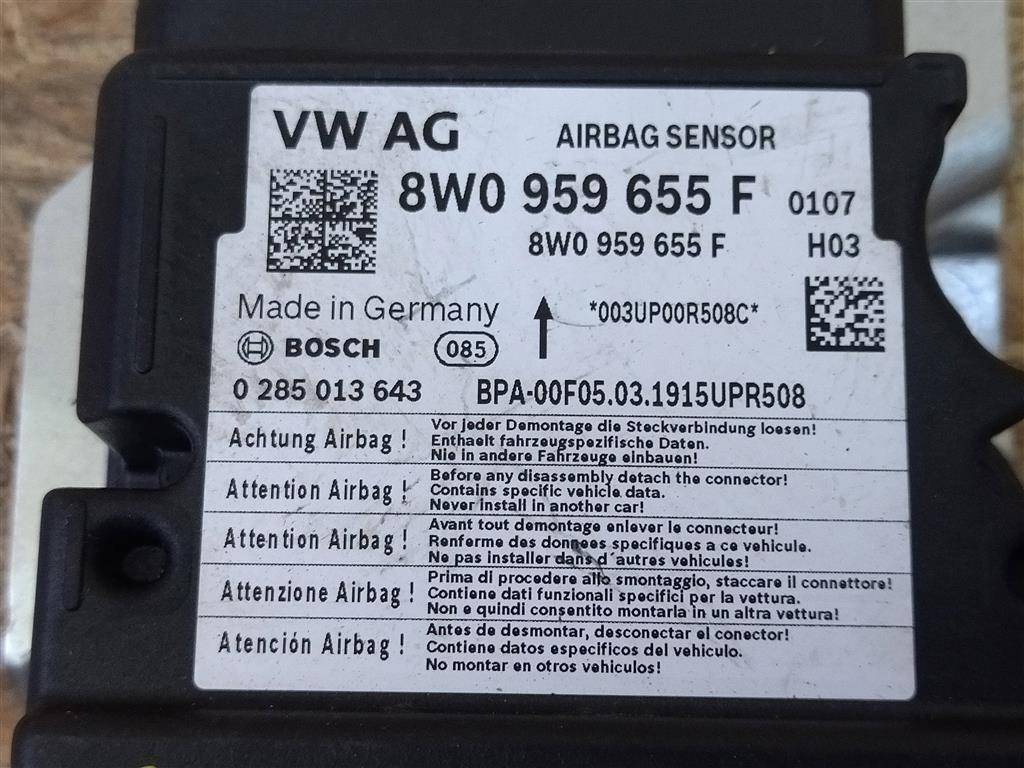 VW AG AIRBAG SENSOR
8W0 959 655 F 0107
8W0 959 655 F H03
Made in Germany *003UP00R508C*
BOSCH 085
0 285 013 643 BPA-00F05.03.1915UPR508
Achtung Airbag !
Vor jeder Demontage die Steckverbindung loesen!
Enthaelt fahrzeugspezifische Daten.
Nie in andere Fahrzeuge einbauen!
Attention Airbag !
Before any disassembly detach the connector!
Contains specific vehicle data.
Never install in another car!
Attention Airbag !
Avant tout demontage enlever le connecteur!
Renferme des donnees specifiques a ce vehicule.
Ne pas installer dans d´autres vehicules!
Attenzione Airbag !
Prima di procedere allo smontaggio, staccare il connettore!
Contiene dati funzionali specifici per la vettura.
Non e quindi consentito montarla in un altra vettura!
Atención Airbag !
Antes de desmontar, desconectar el conector!
Contiene datos especificos del vehiculo.
No montar en otros vehiculos!